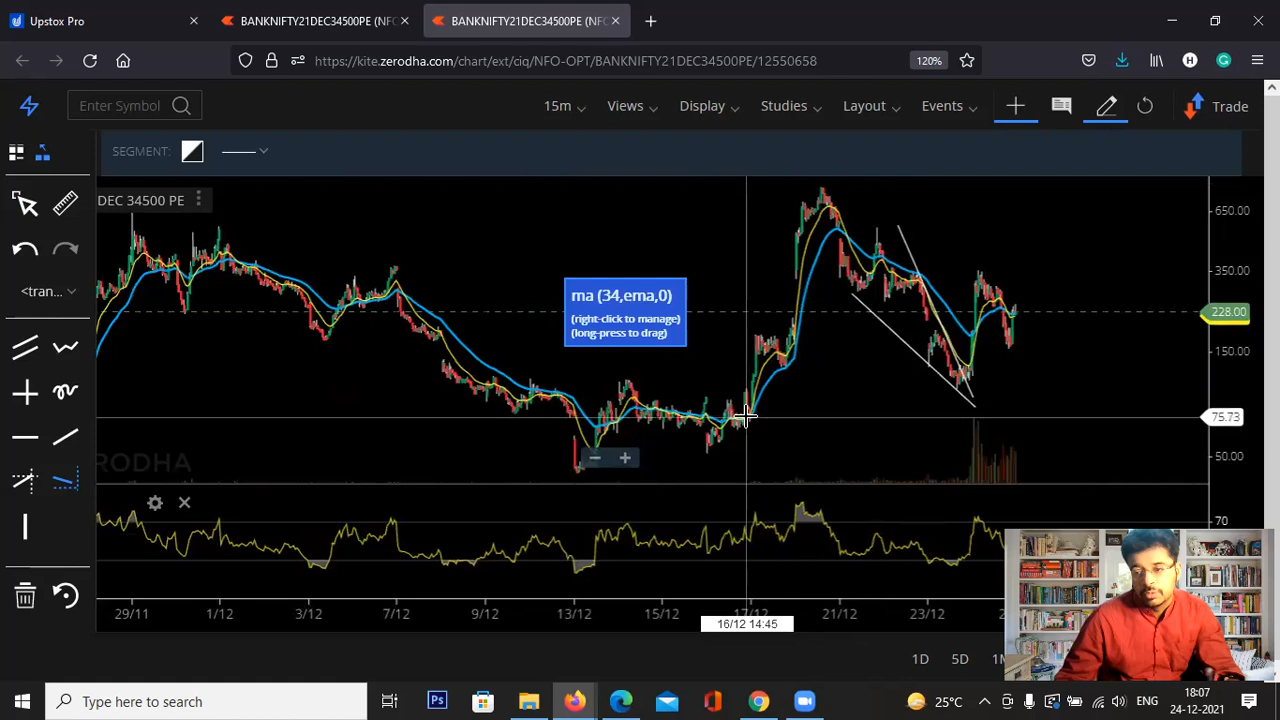 Upstox Pro
BANKNIFTY21DEC34500PE (NFO
BANKNIFTY21DEC34500PE (NFO
https://kite.zerodha.com/chart/ext/ciq/NFO-OPT/BANKNIFTY21DEC34500PE/12550658
120%
H
Enter Symbol
15m
Views
Display
Studies
Layout
Events
Trade
SEGMENT:
DEC 34500 PE
<tran...
ma (34,ema,0)
(right-click to manage)
(long-press to drag)
650.00
350.00
228.00
150.00
75.73
50.00
ERODHA
70
29/11
1/12
3/12
7/12
9/12
13/12
15/12
17/12
21/12
23/12
16/12 14:45
1D
5D
Type here to search
Ps
25°C
ENG
18:07
24-12-2021